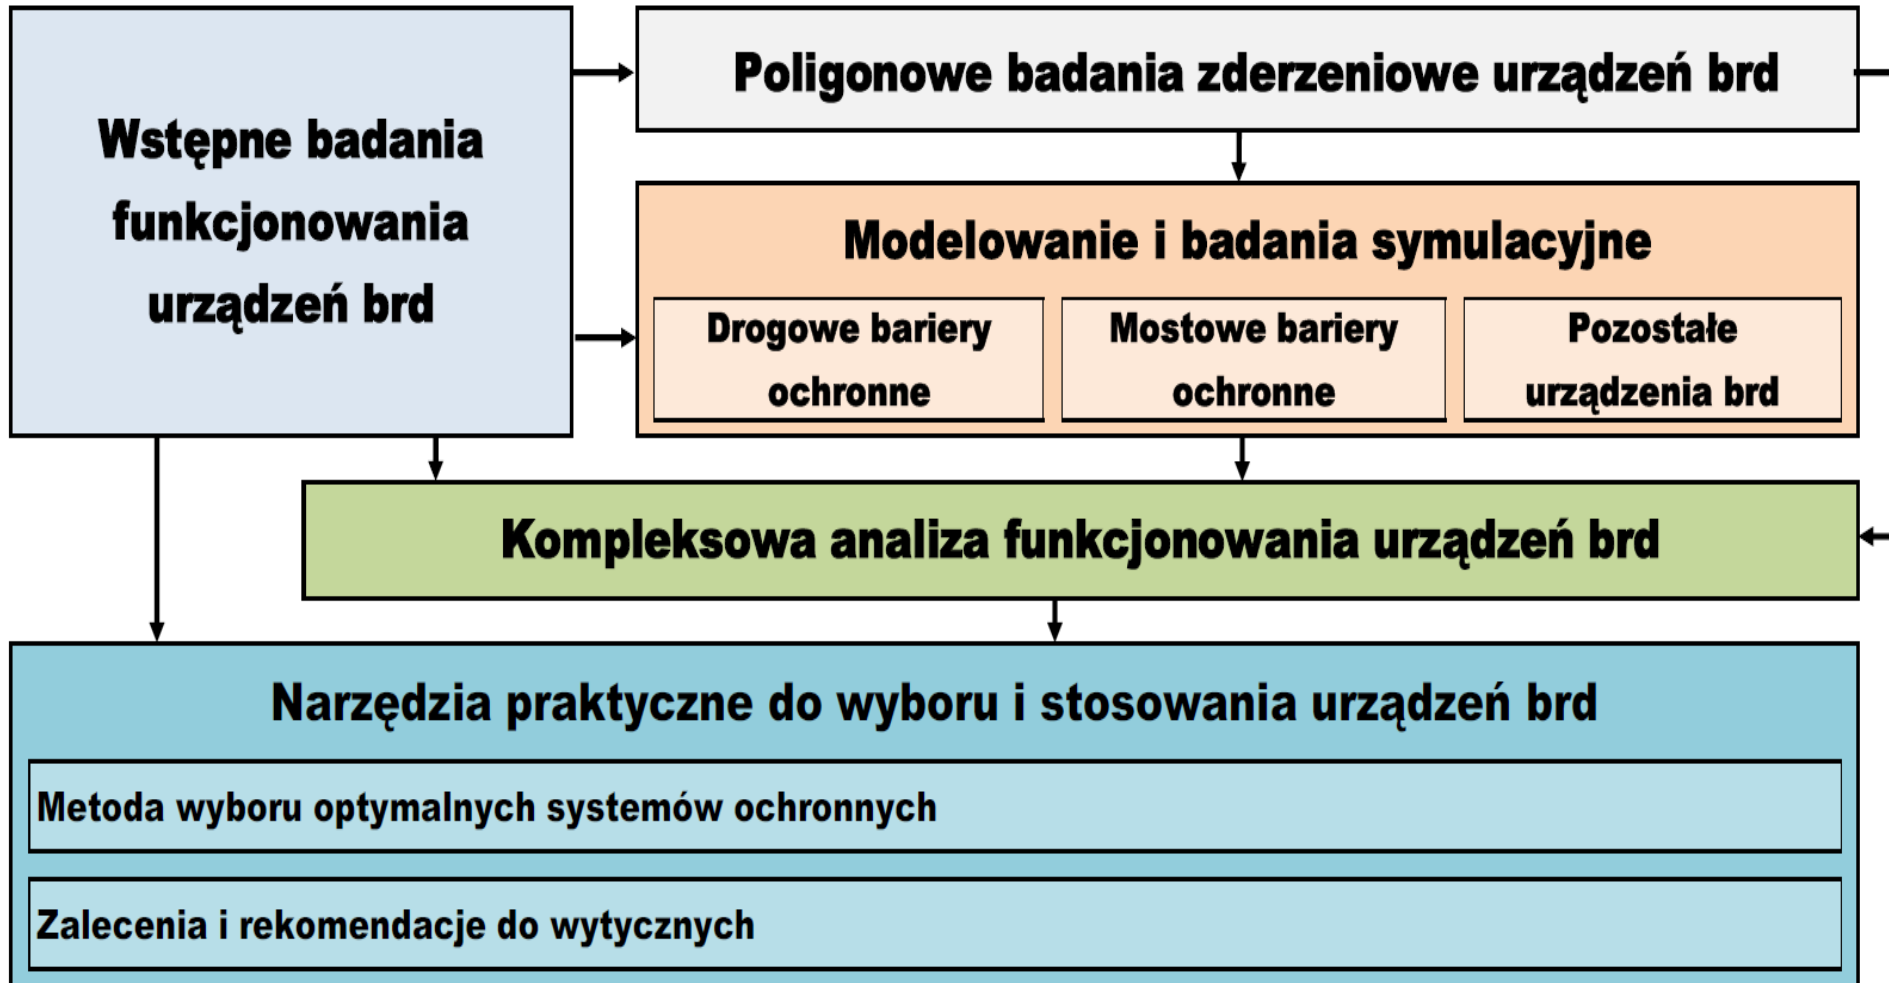 Wstępne badania
funkcjonowania
urządzeń brd
Poligonowe badania zderzeniowe urządzeń brd
Modelowanie i badania symulacyjne
Drogowe bariery
ochronne
Mostowe bariery
ochronne
Pozostałe
urządzenia brd
Kompleksowa analiza funkcjonowania urządzeń brd
Narzędzia praktyczne do wyboru i stosowania urządzeń brd
Metoda wyboru optymalnych systemów ochronnych
Zalecenia i rekomendacje do wytycznych